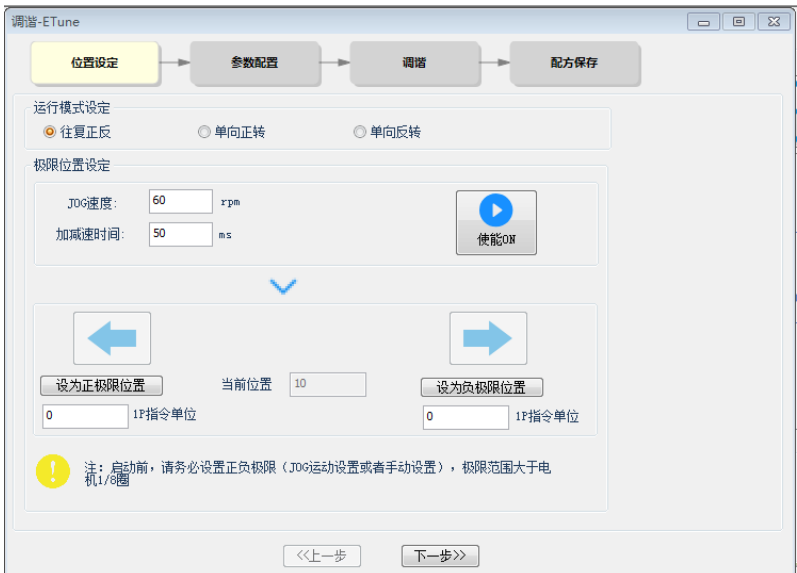 调谐-ETune
位置设定 参数配置 调谐 配方保存
运行模式设定
往复正反 单向正转 单向反转
极限位置设定
JOG速度: 60 rpm
加减速时间: 50 ms
使能ON
设为正极限位置 当前位置 10 设为负极限位置
0 1P指令单位 0 1P指令单位
注：启动前，请务必设置正负极限（JOG运动设置或者手动设置），极限范围大于电
机1/8圈
<<上一步 下一步>>